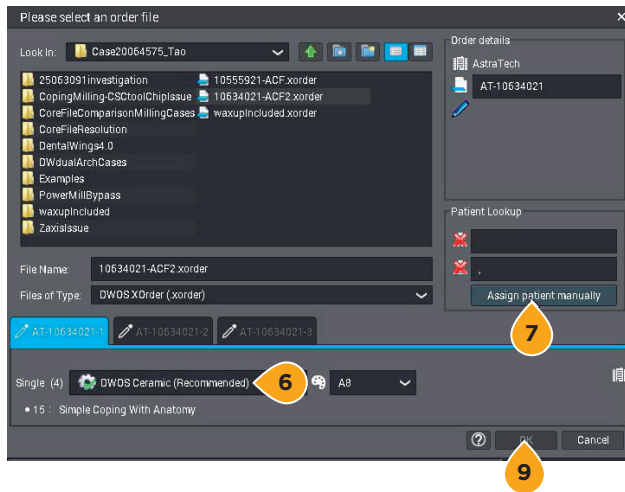 Please select an order file
Look In: Case20064575_Tao
25063091investigation
CopingMilling-CSCtoolChipIssue
CoreFileComparisonMillingCases
CoreFileResolution
DentalWings4.0
DWdualArchCases
Examples
PowerMillBypass
waxupIncluded
ZaxisIssue
10555921-ACF.xorder
10634021-ACF2.xorder
waxupIncluded.xorder
File Name: 10634021-ACF2.xorder
Files of Type: DWOS XOrder (.xorder)
Order details
AstraTech
AT-10634021
Patient Lookup
,
Assign patient manually
7
AT-10634021-1 AT-10634021-2 AT-10634021-3
Single (4) DWOS Ceramic (Recommended) 6 A8
• 15 : Simple Coping With Anatomy
? OK Cancel
9